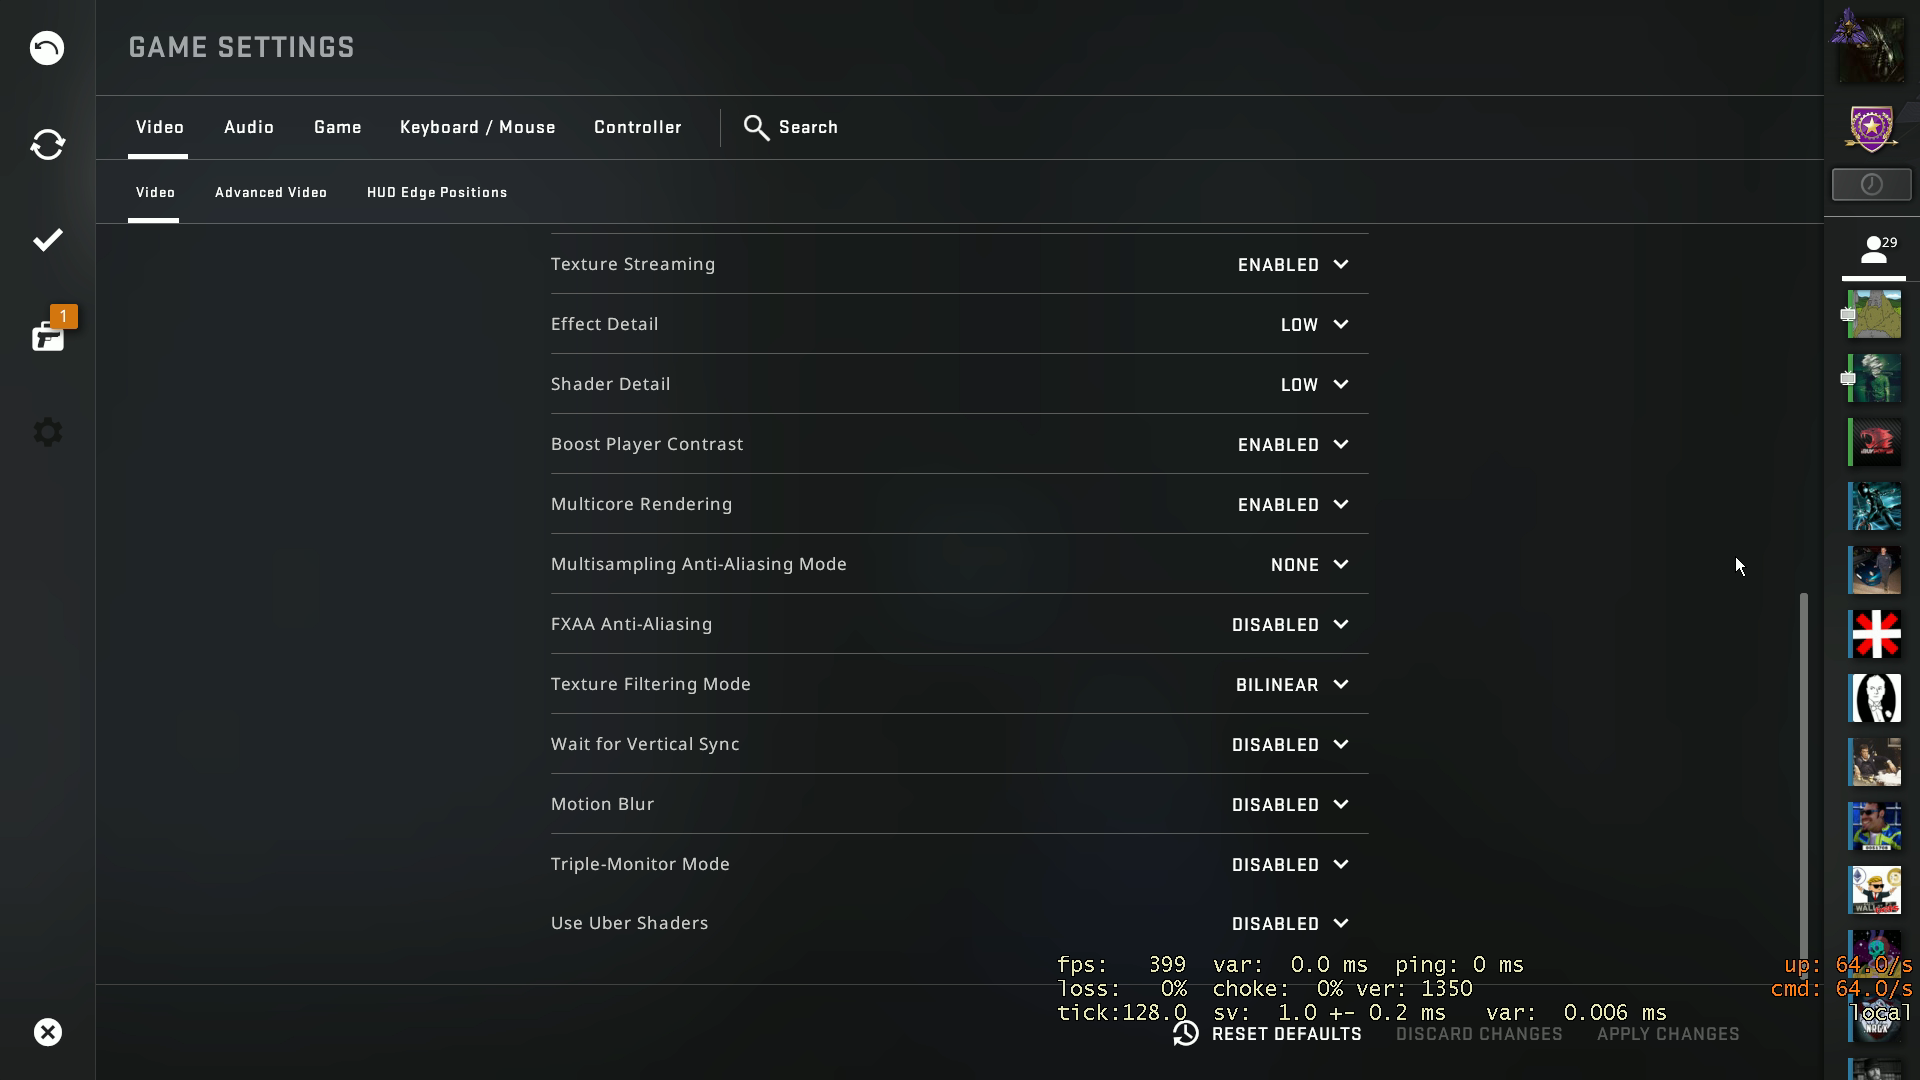 GAME SETTINGS
Video Audio Game Keyboard / Mouse Controller Search
Video Advanced Video HUD Edge Positions
29
1
Texture Streaming ENABLED
Effect Detail LOW
Shader Detail LOW
Boost Player Contrast ENABLED
Multicore Rendering ENABLED
Multisampling Anti-Aliasing Mode NONE
FXAA Anti-Aliasing DISABLED
Texture Filtering Mode BILINEAR
Wait for Vertical Sync DISABLED
Motion Blur DISABLED
Triple-Monitor Mode DISABLED
Use Uber Shaders DISABLED
fps: 399 var: 0.0 ms ping: 0 ms up: 64.0/s
loss: 0% choke: 0% ver: 1350 cmd: 64.0/s
tick:128.0 sv: 1.0 +- 0.2 ms var: 0.006 ms local
RESET DEFAULTS DISCARD CHANGES APPLY CHANGES